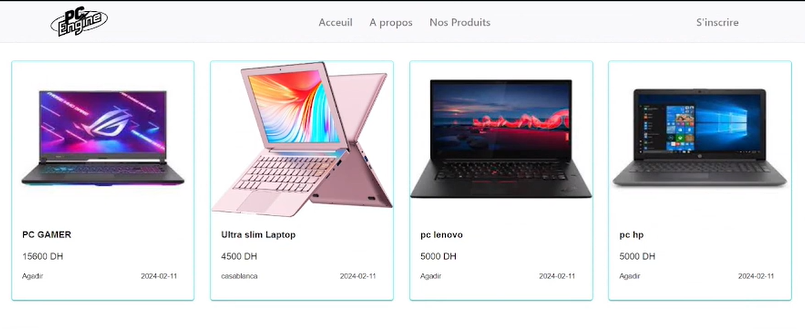 PC Engine
Acceuil A propos Nos Produits S'inscrire
PC GAMER
15600 DH
Agadir 2024-02-11
Ultra slim Laptop
4500 DH
casablanca 2024-02-11
pc lenovo
5000 DH
Agadir 2024-02-11
pc hp
5000 DH
Agadir 2024-02-11